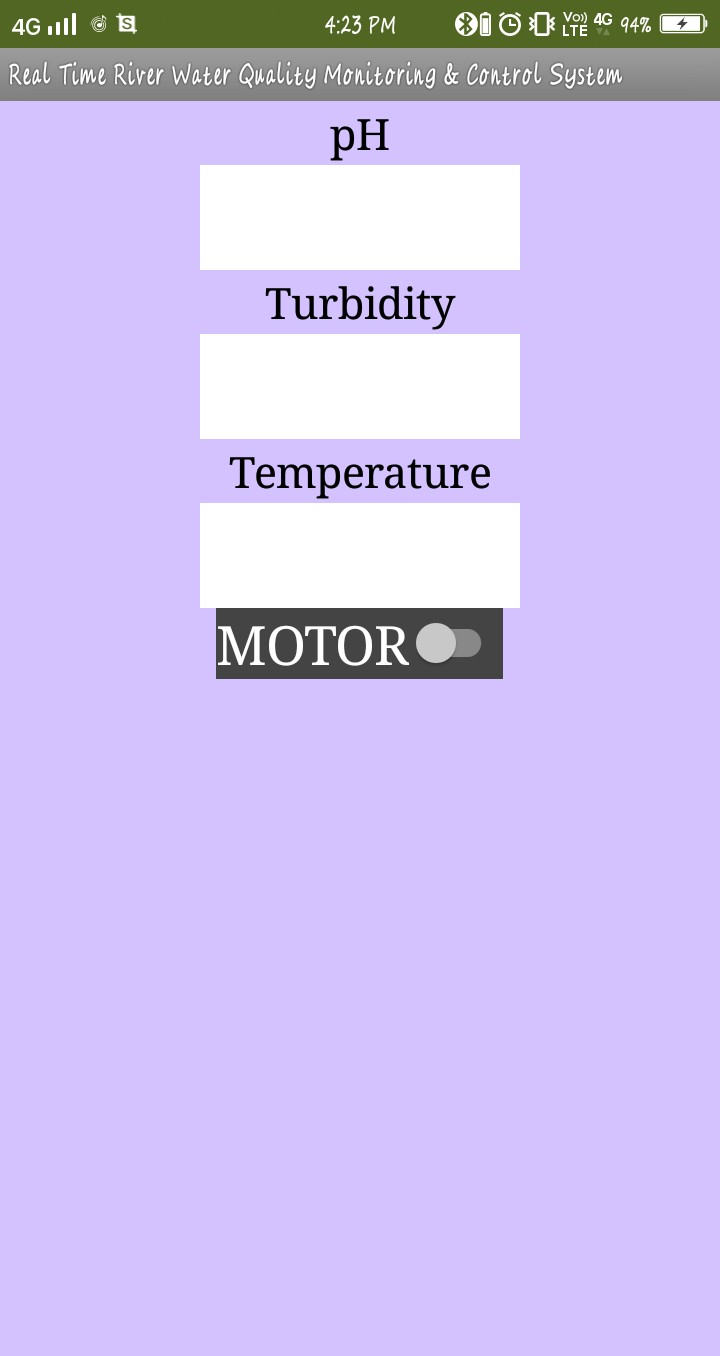 4G 4:23 PM Vo)) LTE 4G 94%
Real Time River Water Quality Monitoring & Control System
pH
Turbidity
Temperature
MOTOR